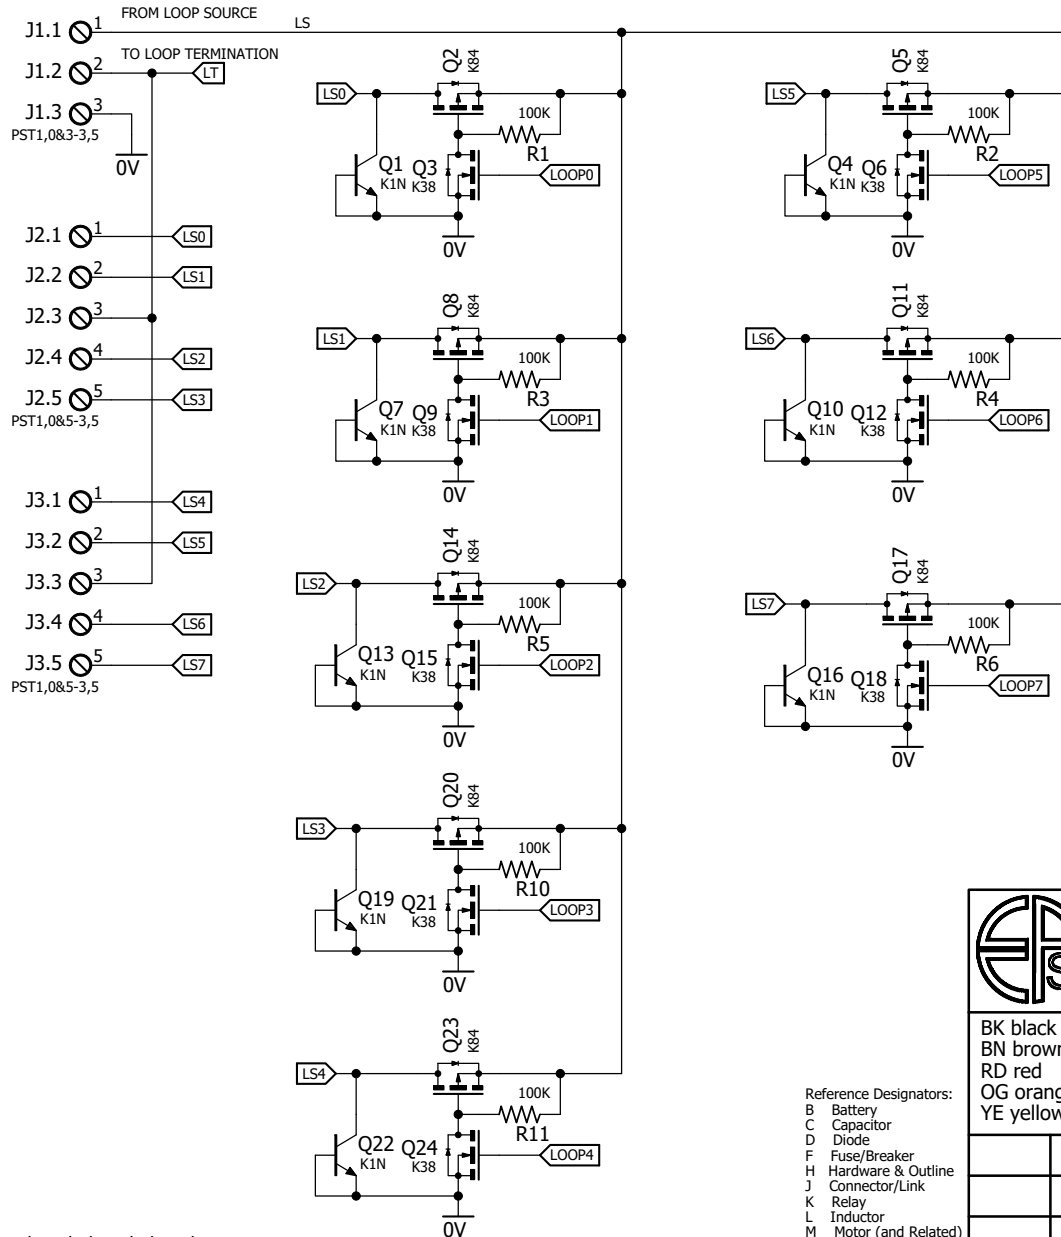 J1.1 1 FROM LOOP SOURCE LS
J1.2 2 TO LOOP TERMINATION LT
J1.3 3
PST1,0&3-3,5
0V
J2.1 1 LS0
J2.2 2 LS1
J2.3 3
J2.4 4 LS2
J2.5 5 LS3
PST1,0&5-3,5
J3.1 1 LS4
J3.2 2 LS5
J3.3 3
J3.4 4 LS6
J3.5 5 LS7
PST1,0&5-3,5
LS0 Q2 K84
100K
R1
Q1 K1N Q3 K38 LOOP0
0V
LS1 Q8 K84
100K
R3
Q7 K1N Q9 K38 LOOP1
0V
LS2 Q14 K84
100K
R5
Q13 K1N Q15 K38 LOOP2
0V
LS3 Q20 K84
100K
R10
Q19 K1N Q21 K38 LOOP3
0V
LS4 Q23 K84
100K
R11
Q22 K1N Q24 K38 LOOP4
0V
LS5 Q5 K84
100K
R2
Q4 K1N Q6 K38 LOOP5
0V
LS6 Q11 K84
100K
R4
Q10 K1N Q12 K38 LOOP6
0V
LS7 Q17 K84
100K
R6
Q16 K1N Q18 K38 LOOP7
0V
Reference Designators:
B Battery
C Capacitor
D Diode
F Fuse/Breaker
H Hardware & Outline
J Connector/Link
K Relay
L Inductor
M Motor (and Related)
BK black
BN brown
RD red
OG orang
YE yellow